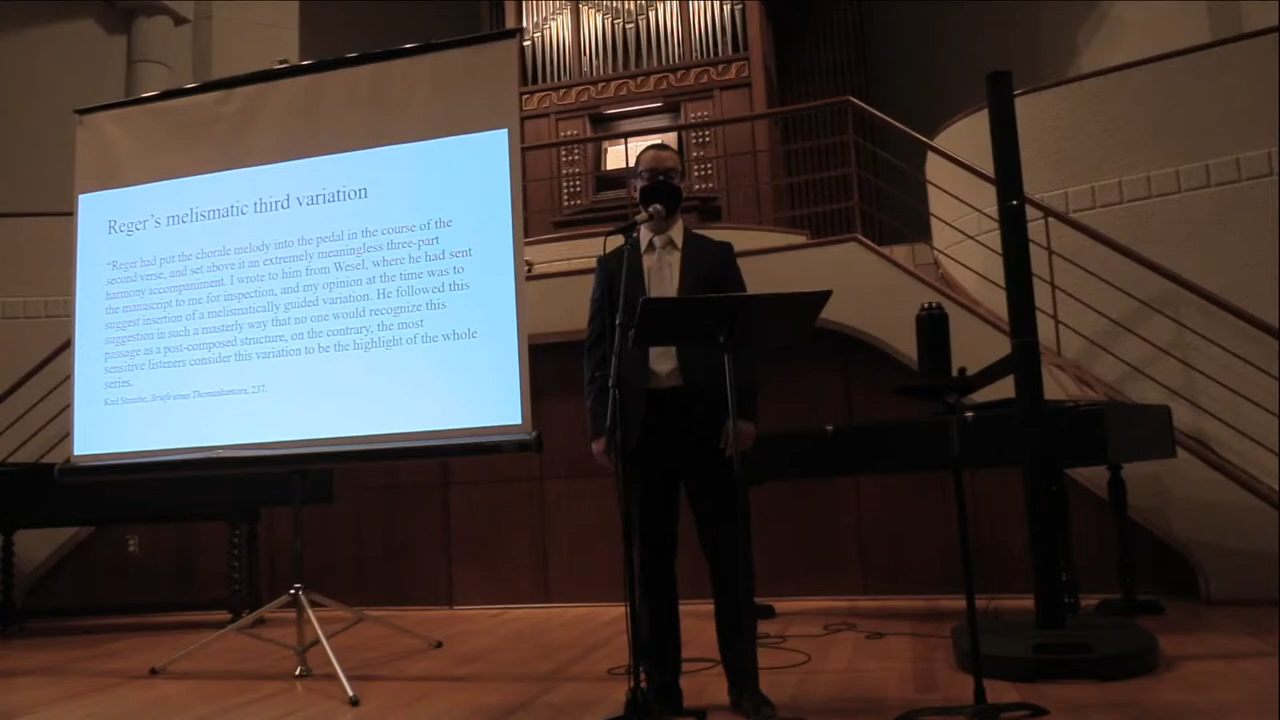 Reger's melismatic third variation
"Reger had put the chorale melody into the pedal in the course of the
second verse, and set above it an extremely meaningless three-part
harmony accompaniment. I wrote to him from Wesel, where he had sent
the manuscript to me for inspection, and my opinion at the time was to
suggest insertion of a melismatically guided variation. He followed this
suggestion in such a masterly way that no one would recognize this
passage as a post-composed structure, on the contrary, the most
sensitive listeners consider this variation to be the highlight of the whole
series.
Karl Straube, Briefe eines Thomaskantors, 237.